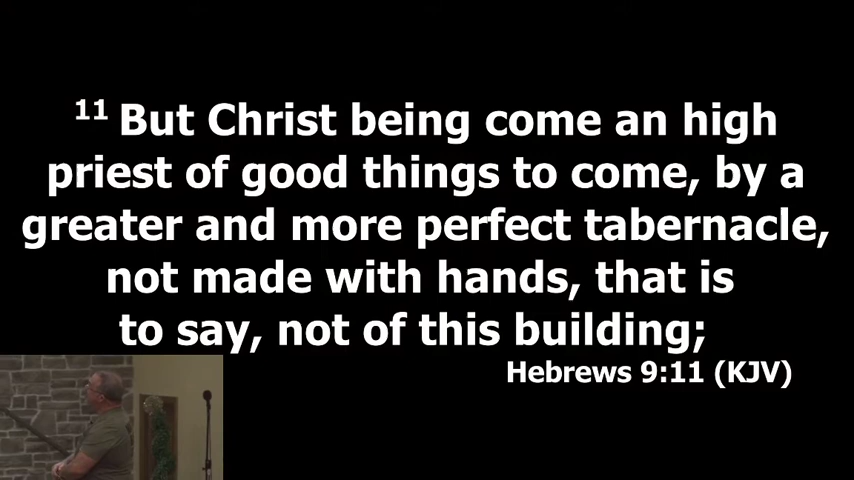 11 But Christ being come an high
priest of good things to come, by a
greater and more perfect tabernacle,
not made with hands, that is
to say, not of this building;
Hebrews 9:11 (KJV)